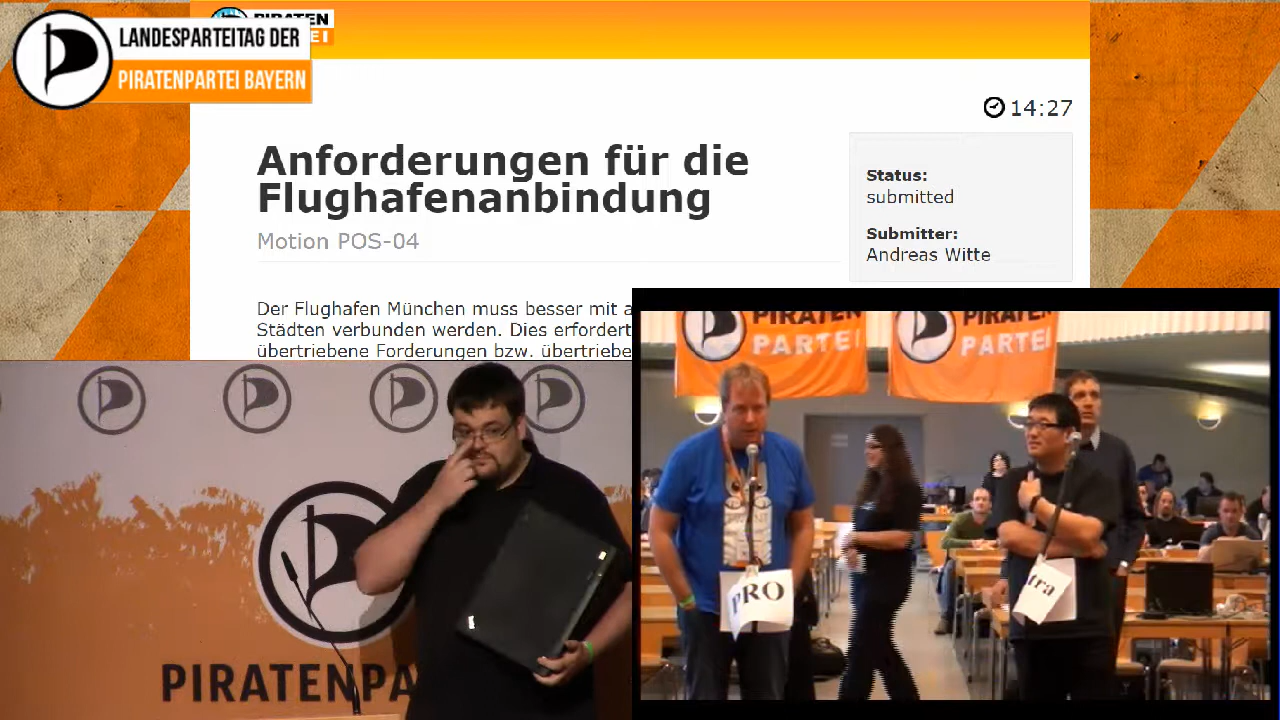 PIRATEN
EI
LANDESPARTEITAG DER
PIRATENPARTEI BAYERN
14:27
Anforderungen für die
Flughafenanbindung
Motion POS-04
Status:
submitted
Submitter:
Andreas Witte
Der Flughafen München muss besser mit a
Städten verbunden werden. Dies erfordert
übertriebene Forderungen bzw. übertriebe
PIRATEN
PARTEI
PIRATEN
PARTEI
PRO
tra
PIRATENPA